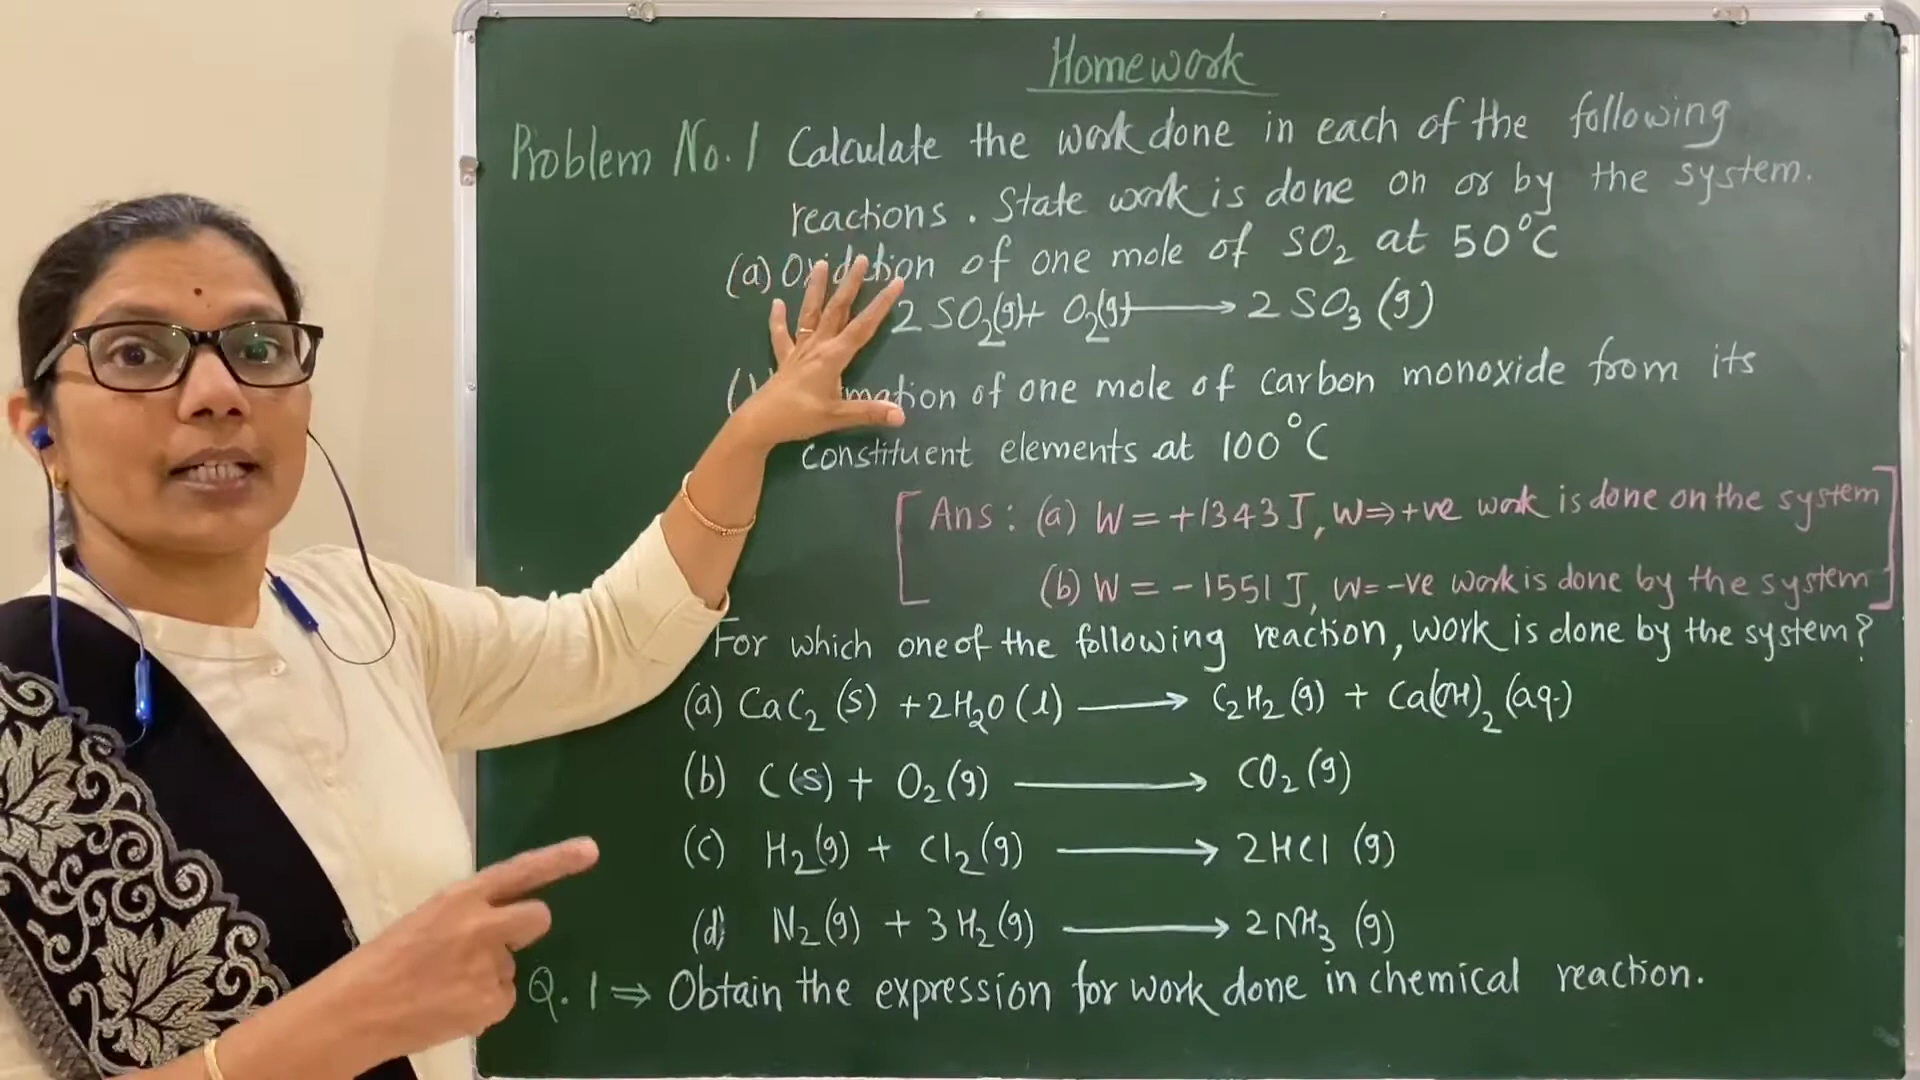 Homework
Problem No. 1 Calculate the work done in each of the following
reactions. State work is done on or by the system.
(a) Oxidation of one mole of SO₂ at 50°C
2 SO₂(g)+ O₂(g) ⟶ 2 SO₃ (g)
of one mole of carbon monoxide from its
constituent elements at 100°C
[Ans: (a) W = +1343 J, W⇒+ve work is done on the system
(b) W = -1551 J, W=-ve work is done by the system]
For which one of the following reaction, work is done by the system?
(a) CaC₂ (s) + 2H₂O (l) ⟶ C₂H₂ (g) + Ca(OH)₂ (aq.)
(b) C(s) + O₂ (g) ⟶ CO₂ (g)
(c) H₂(g) + Cl₂(g) ⟶ 2HCl (g)
(d) N₂(g) + 3H₂(g) ⟶ 2NH₃ (g)
Q. 1 ⇒ Obtain the expression for work done in chemical reaction.